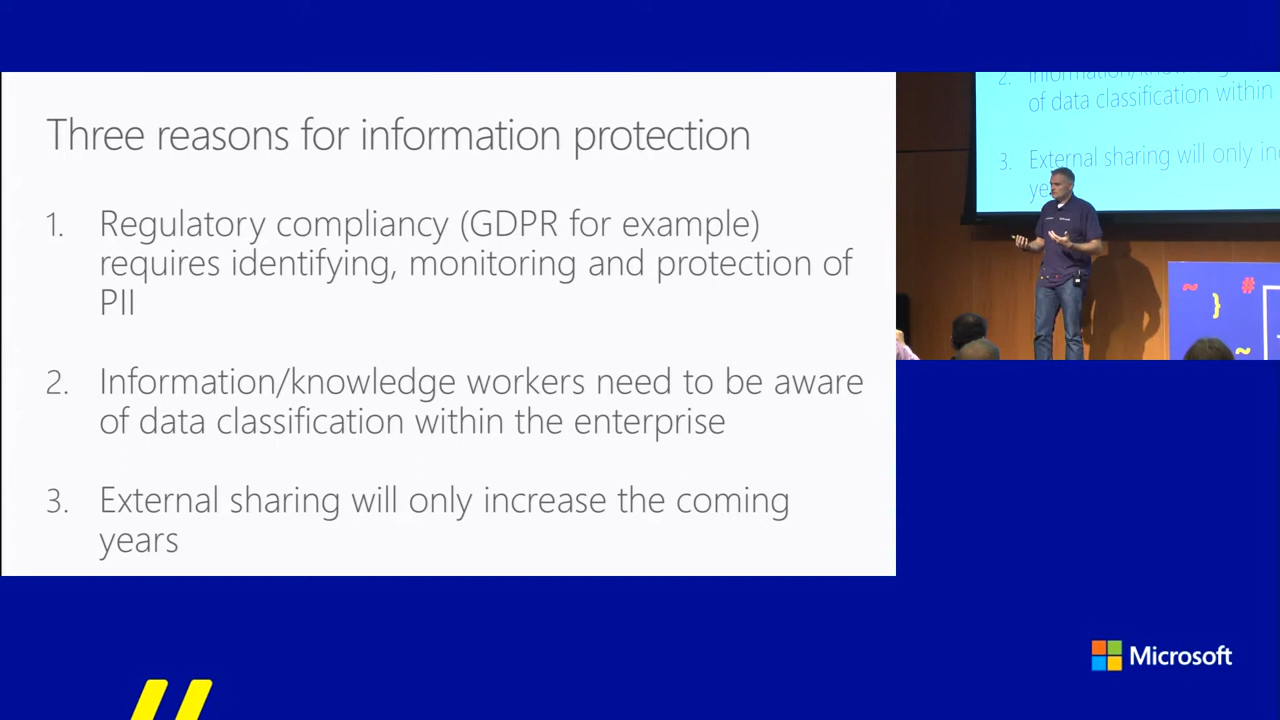 Three reasons for information protection
1. Regulatory compliancy (GDPR for example)
requires identifying, monitoring and protection of
PII
2. Information/knowledge workers need to be aware
of data classification within the enterprise
3. External sharing will only increase the coming
years
2. Information/know
of data classification within
3. External sharing will only inc
ye
~ } #
~
Microsoft
//